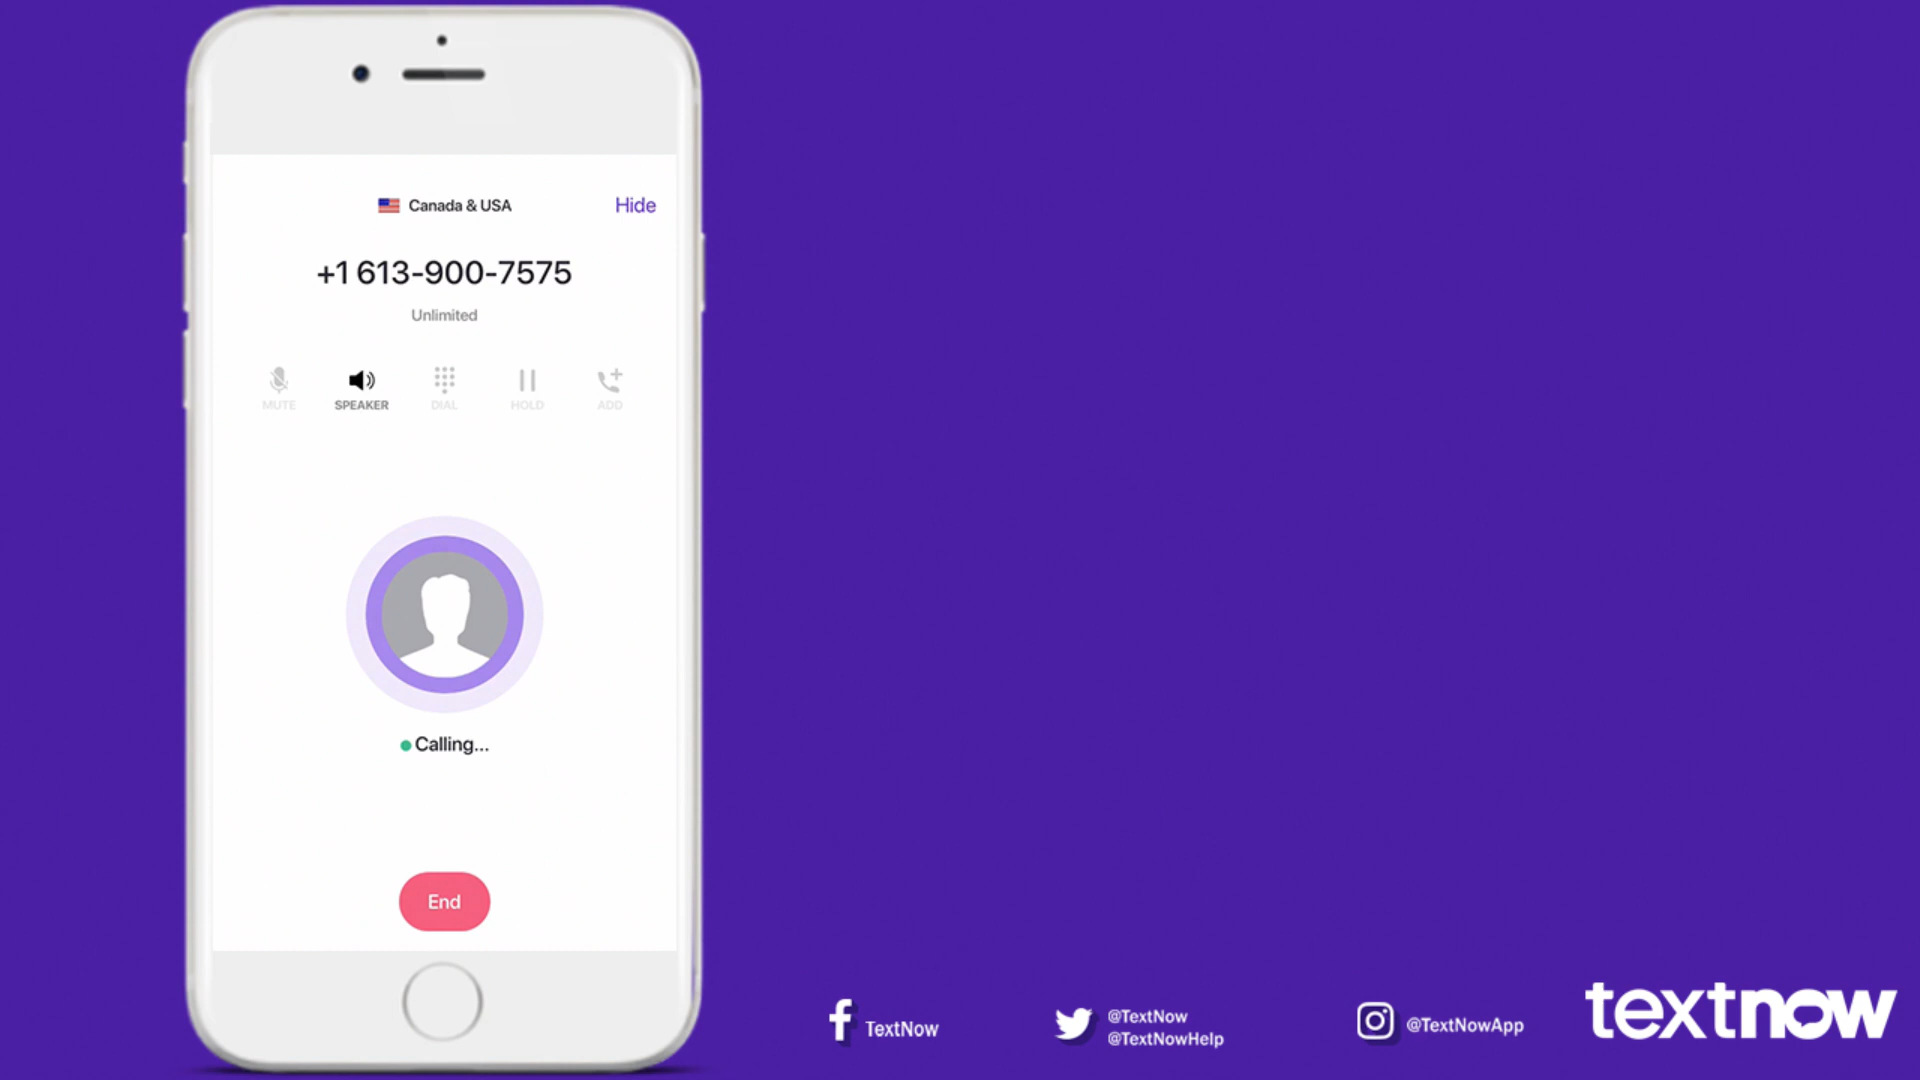 Canada & USA
Hide
+1 613-900-7575
Unlimited
MUTE
SPEAKER
DIAL
HOLD
ADD
Calling...
End
TextNow
@TextNow
@TextNowHelp
@TextNowApp
textnow